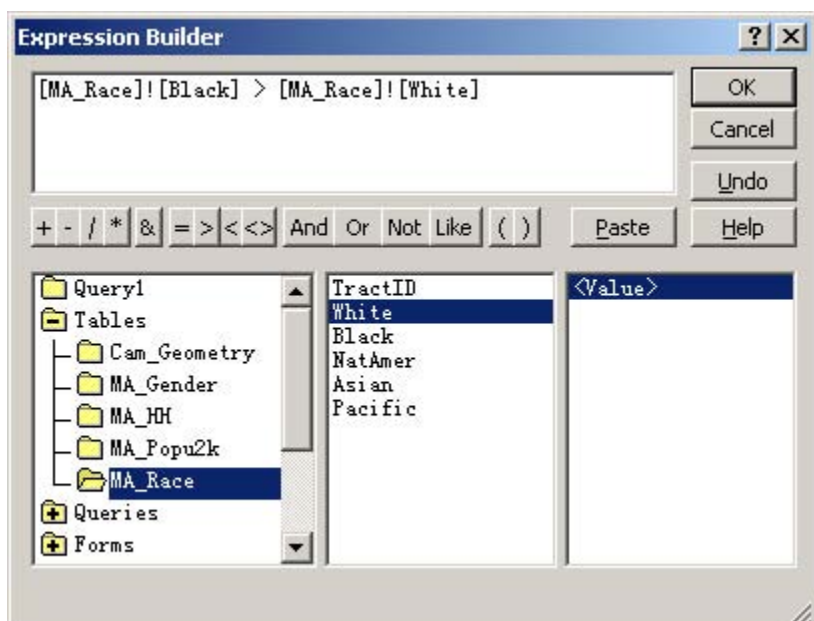 Expression Builder
? ×
[MA_Race]![Black] > [MA_Race]![White]
OK
Cancel
Undo
+ - / * & = > < <> And Or Not Like ( ) Paste Help
Query1
Tables
Cam_Geometry
MA_Gender
MA_HH
MA_Popu2k
MA_Race
Queries
Forms
TractID
White
Black
NatAmer
Asian
Pacific
<Value>